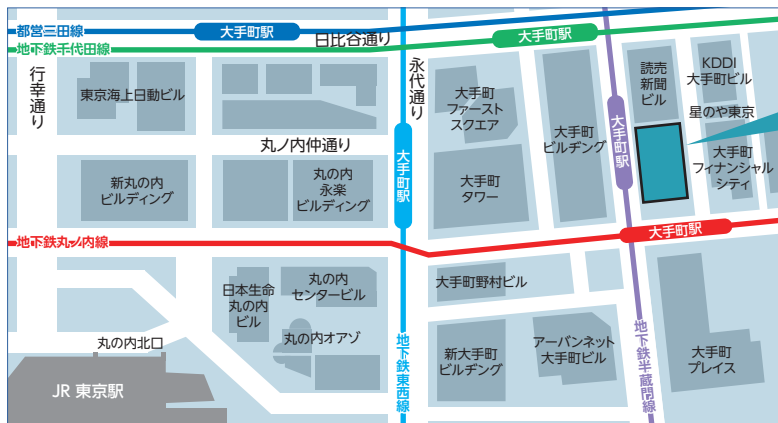 都営三田線
大手町駅
日比谷通り
地下鉄千代田線
大手町駅
行幸通り
東京海上日動ビル
永代通り
大手町
ファースト
スクエア
大手町
ビルヂング
大手町駅
読売
新聞
ビル
KDDI
大手町ビル
星のや東京
大手町
フィナンシャル
シティ
丸ノ内仲通り
大手町駅
新丸の内
ビルディング
丸の内
永楽
ビルディング
大手町
タワー
地下鉄丸ノ内線
大手町駅
日本生命
丸の内
ビル
丸の内
センタービル
丸の内オアゾ
大手町野村ビル
丸の内北口
JR 東京駅
地下鉄東西線
新大手町
ビルヂング
アーバンネット
大手町ビル
地下鉄半蔵門線
大手町
プレイス